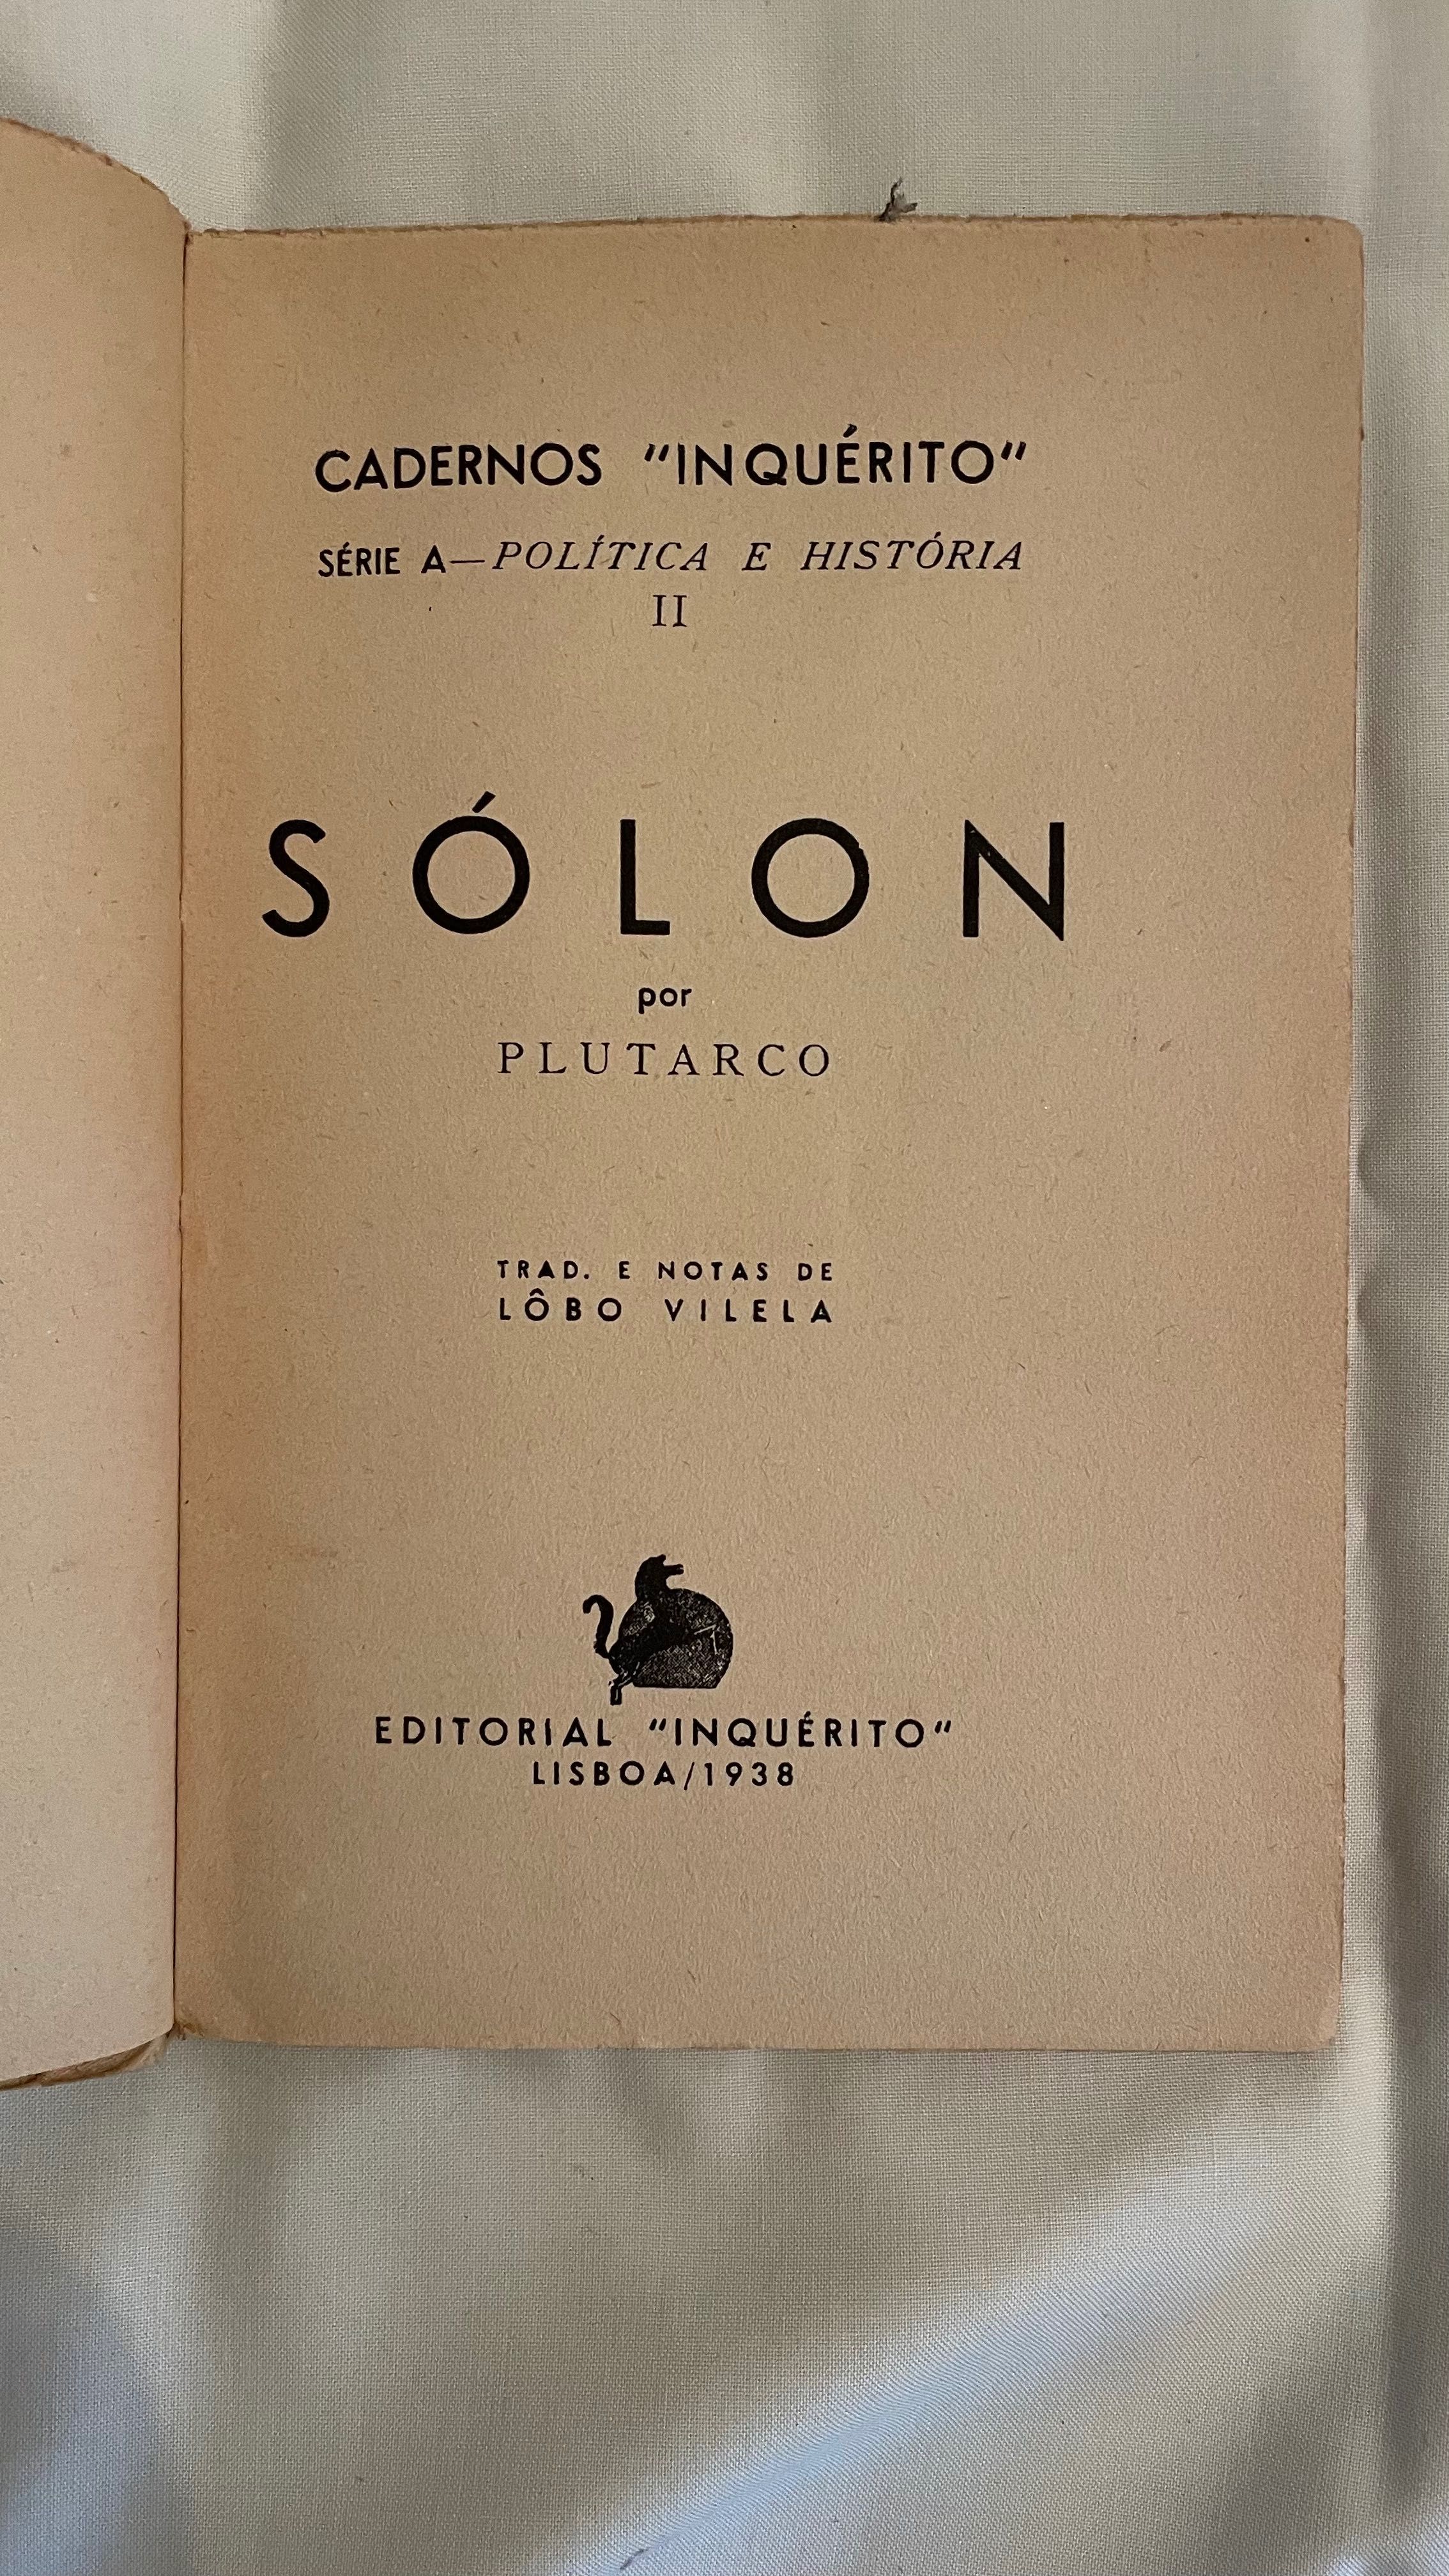 CADERNOS "INQUÉRITO"
SÉRIE A—POLÍTICA E HISTÓRIA
II
SÓLON
por
PLUTARCO
TRAD. E NOTAS DE
LÔBO VILELA
EDITORIAL "INQUÉRITO"
LISBOA/1938